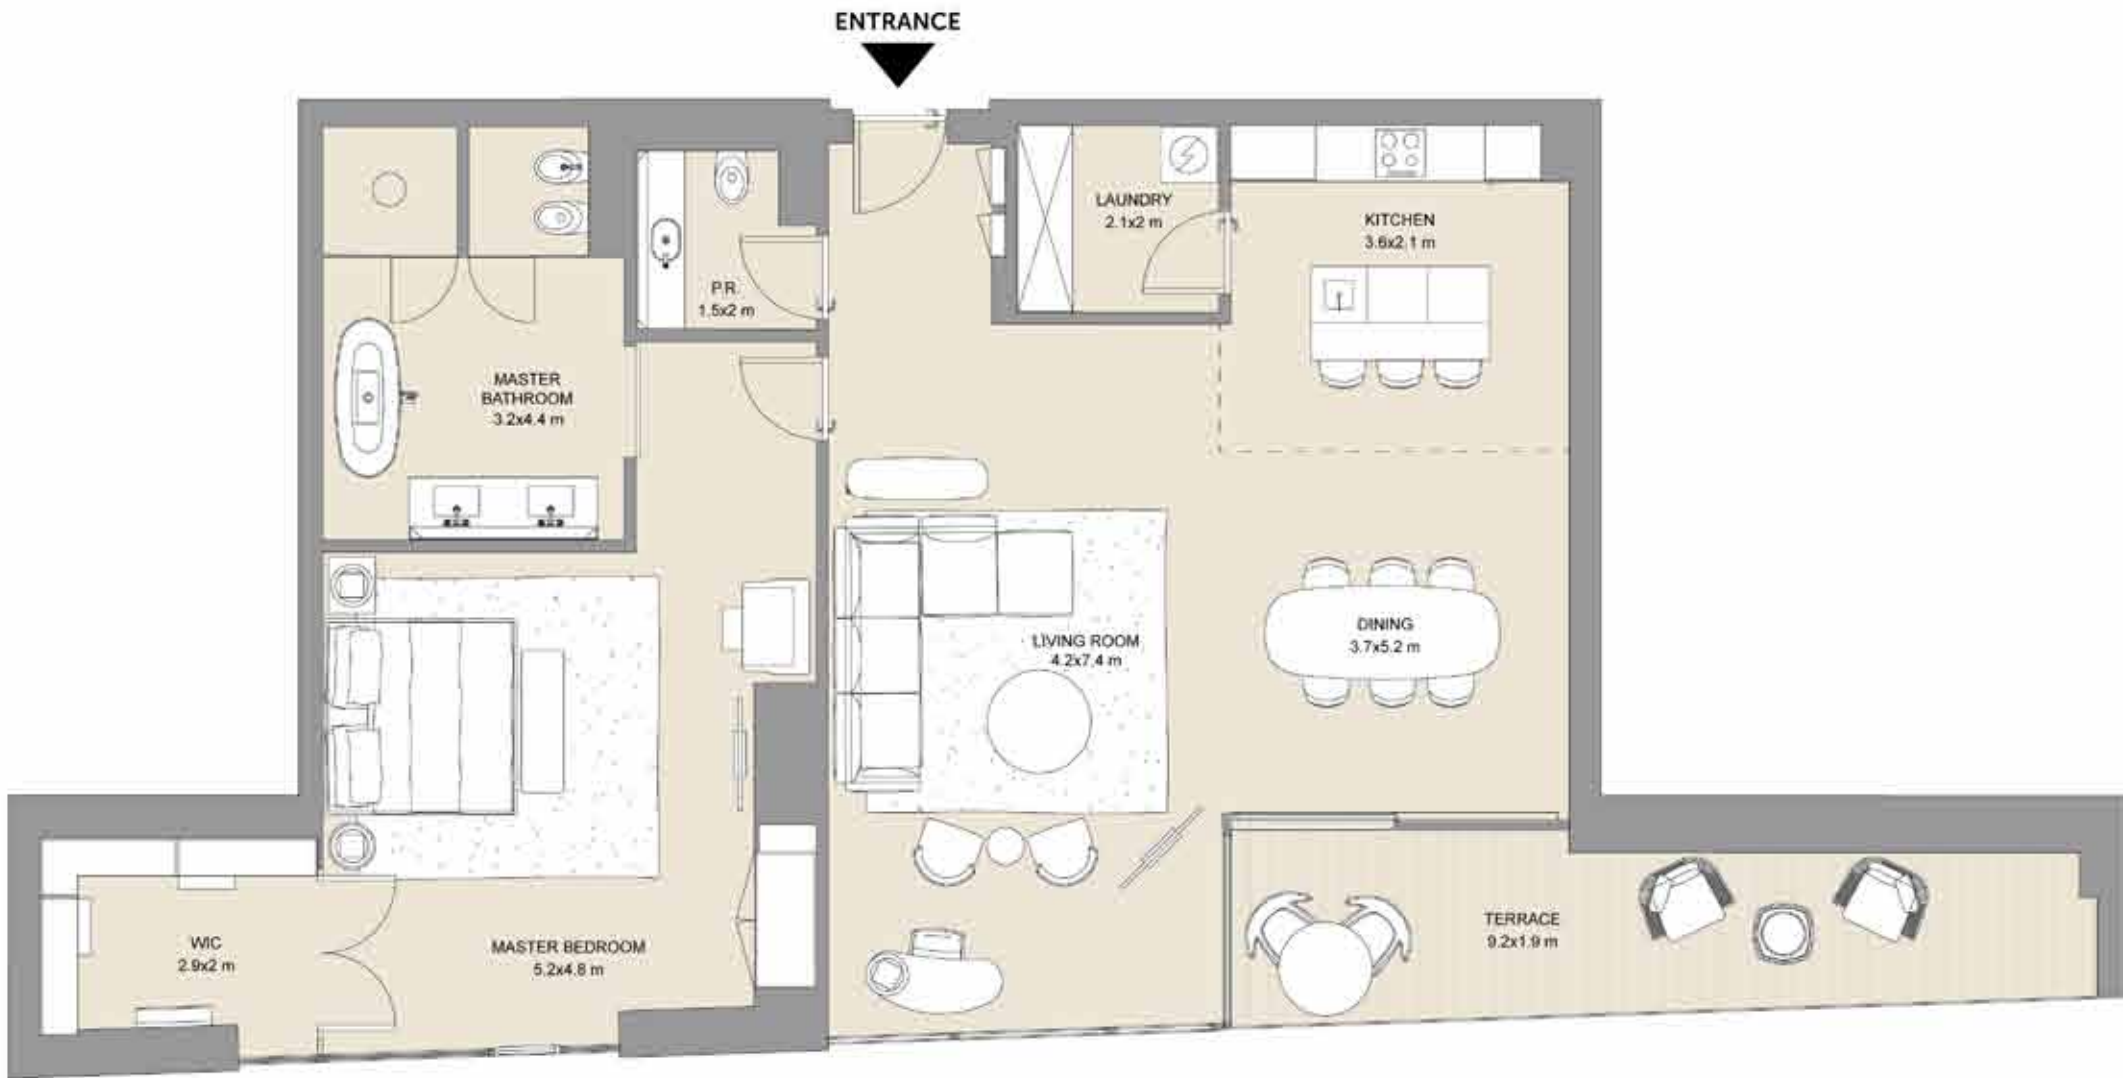 ENTRANCE
LAUNDRY
2.1x2 m
KITCHEN
3.6x2.1 m
P.R.
1.5x2 m
MASTER
BATHROOM
3.2x4.4 m
LIVING ROOM
4.2x7.4 m
DINING
3.7x5.2 m
WIC
2.9x2 m
MASTER BEDROOM
5.2x4.8 m
TERRACE
9.2x1.9 m